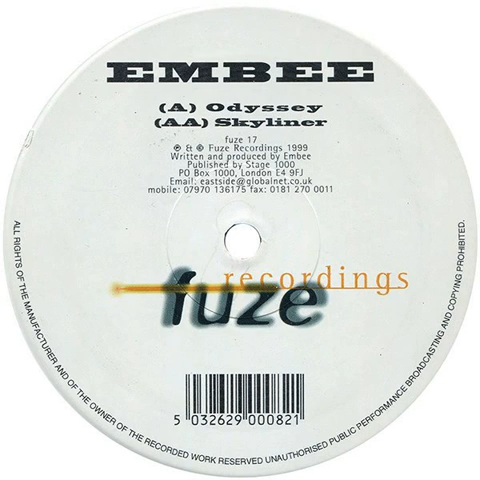 EMBEE
(A) Odyssey
(AA) Skyliner
fuze 17
℗ & © Fuze Recordings 1999
Written and produced by Embee
Published by Stage 1000
PO Box 1000, London E4 9FJ
Email: eastside@globalnet.co.uk
mobile: 07970 136175 fax: 0181 270 0011
recordings
fuze
5 032629 000821
ALL RIGHTS OF THE MANUFACTURER AND OF THE OWNER OF THE RECORDED WORK RESERVED UNAUTHORISED PUBLIC PERFORMANCE BROADCASTING AND COPYING PROHIBITED.